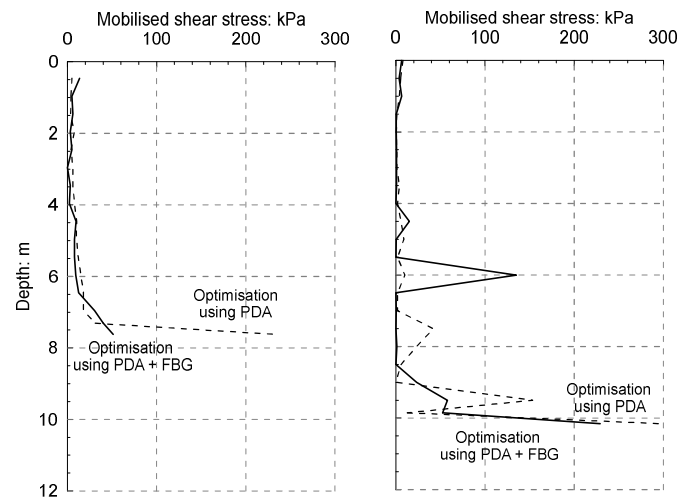 Mobilised shear stress: kPa
0 100 200 300
0
2
4
6
8
10
12
Depth: m
Optimisation
using PDA
Optimisation
using PDA + FBG
Mobilised shear stress: kPa
0 100 200 300
Optimisation
using PDA
Optimisation
using PDA + FBG